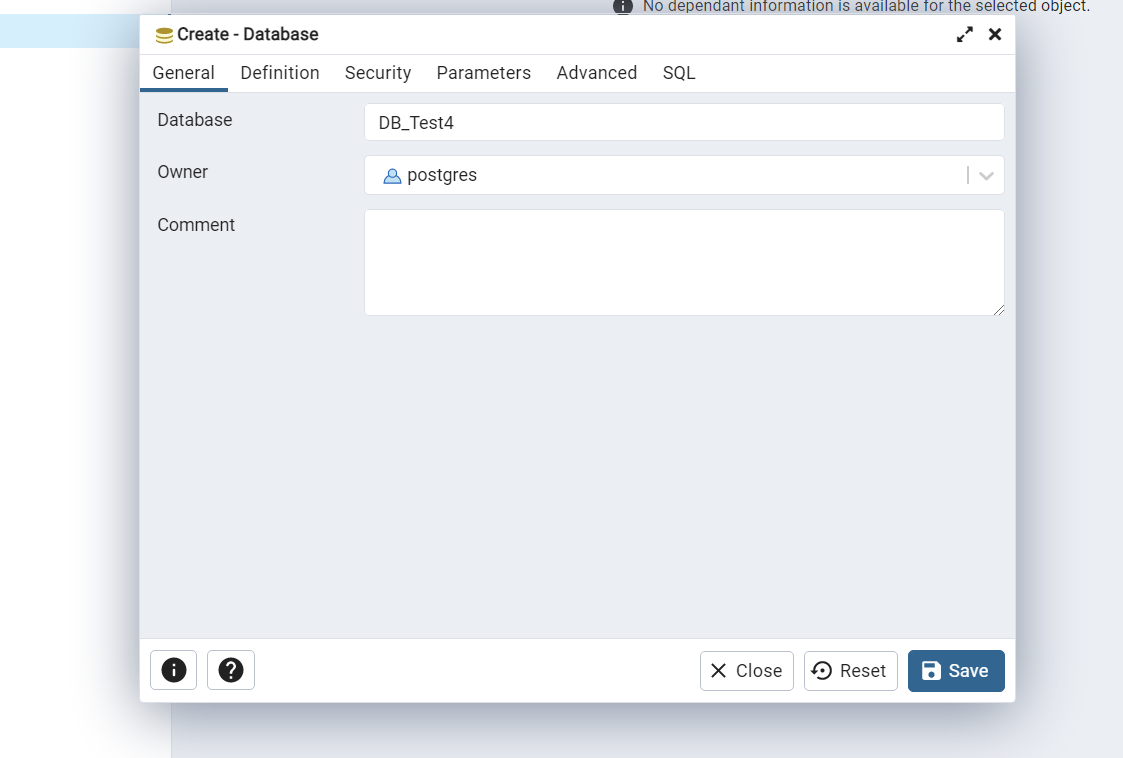 No dependant information is available for the selected object.
Create - Database
General Definition Security Parameters Advanced SQL
Database
DB_Test4
Owner
postgres
Comment
Close Reset Save